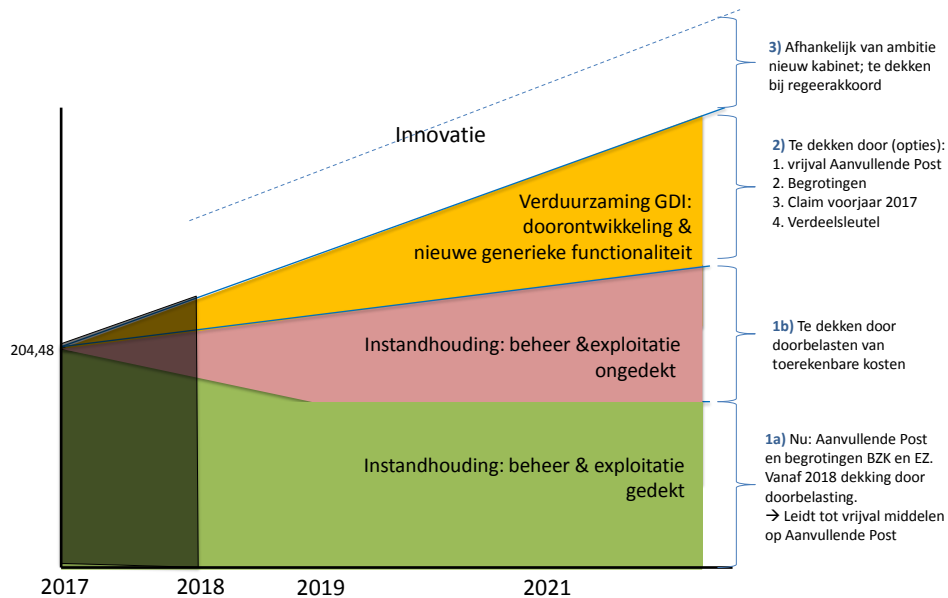 3) Afhankelijk van ambitie
nieuw kabinet; te dekken
bij regeerakkoord
Innovatie
2) Te dekken door (opties):
1. vrijval Aanvullende Post
2. Begrotingen
3. Claim voorjaar 2017
4. Verdeelsleutel
Verduurzaming GDI:
doorontwikkeling &
nieuwe generieke functionaliteit
204,48
Instandhouding: beheer &exploitatie
ongedekt
1b) Te dekken door
doorbelasten van
toerekenbare kosten
Instandhouding: beheer & exploitatie
gedekt
1a) Nu: Aanvullende Post
en begrotingen BZK en EZ.
Vanaf 2018 dekking door
doorbelasting.
→ Leidt tot vrijval middelen
op Aanvullende Post
2017 2018 2019 2021